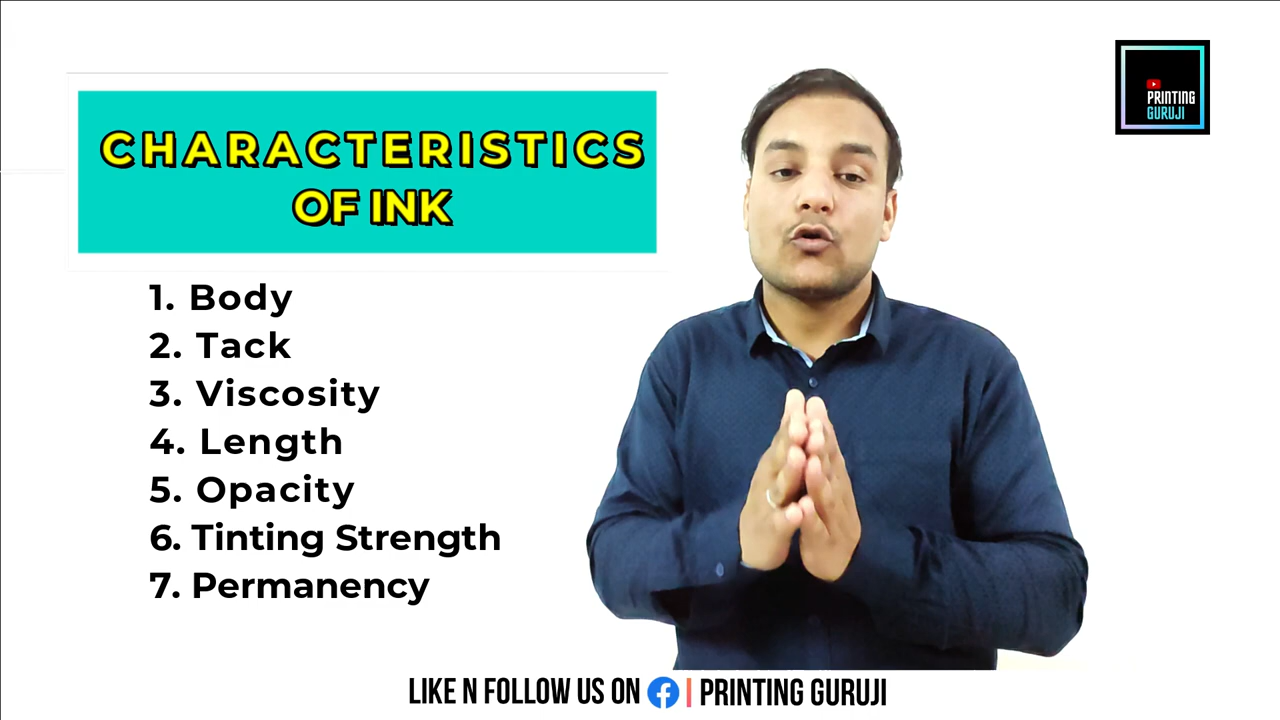 CHARACTERISTICS
OF INK
PRINTING
GURUJI
1. Body
2. Tack
3. Viscosity
4. Length
5. Opacity
6. Tinting Strength
7. Permanency
LIKE N FOLLOW US ON f | PRINTING GURUJI